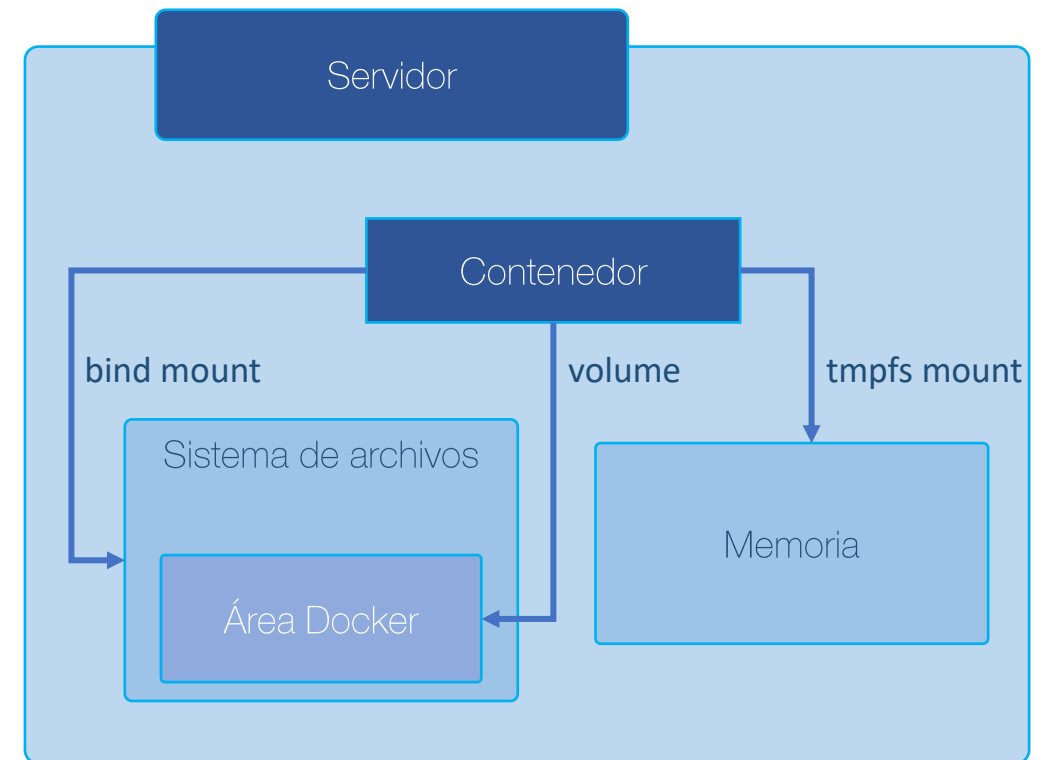 Servidor
Contenedor
bind mount
volume
tmpfs mount
Sistema de archivos
Memoria
Área Docker